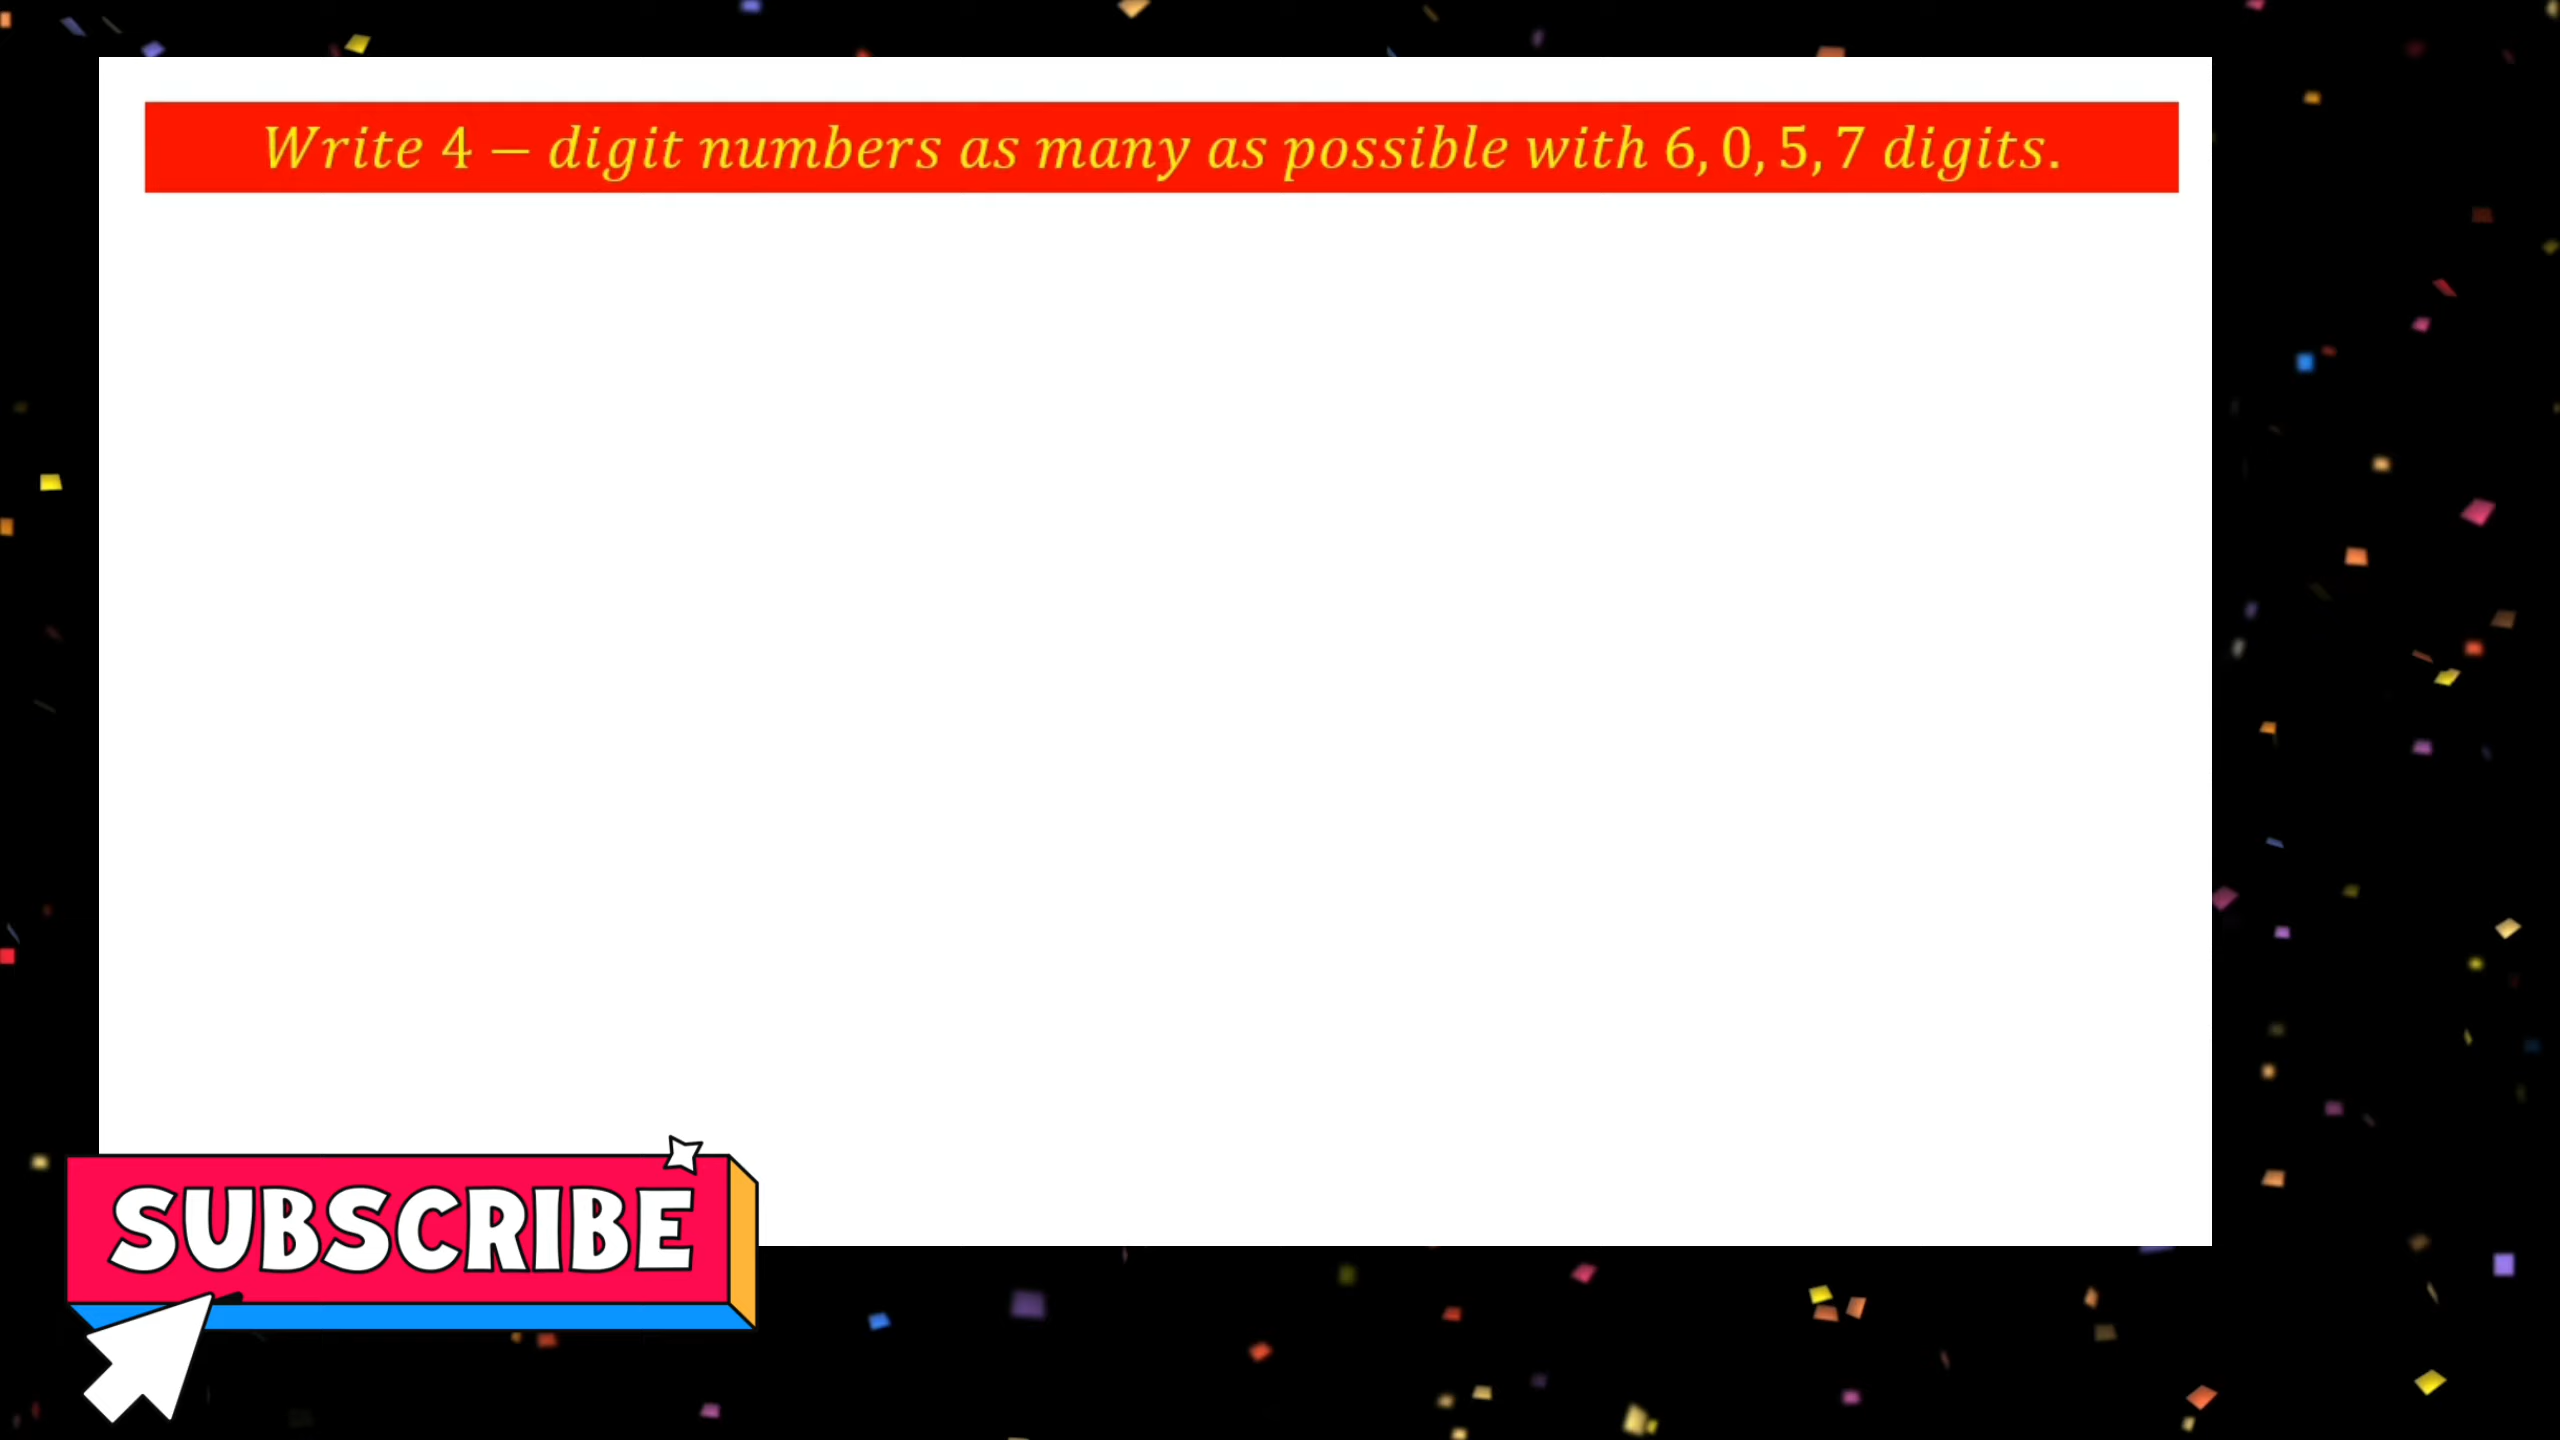 Write 4 − digit numbers as many as possible with 6, 0, 5, 7 digits.
SUBSCRIBE